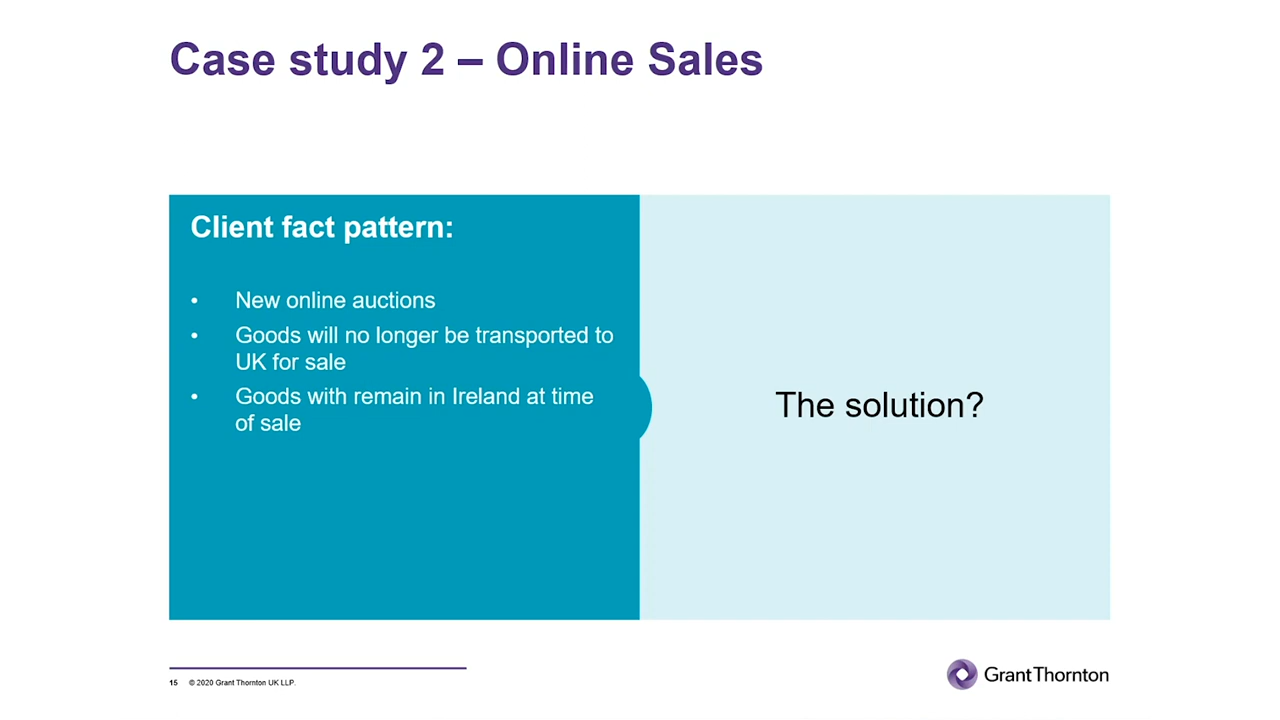 Case study 2 – Online Sales
Client fact pattern:
• New online auctions
• Goods will no longer be transported to
UK for sale
• Goods with remain in Ireland at time
of sale
The solution?
15 © 2020 Grant Thornton UK LLP.
GrantThornton